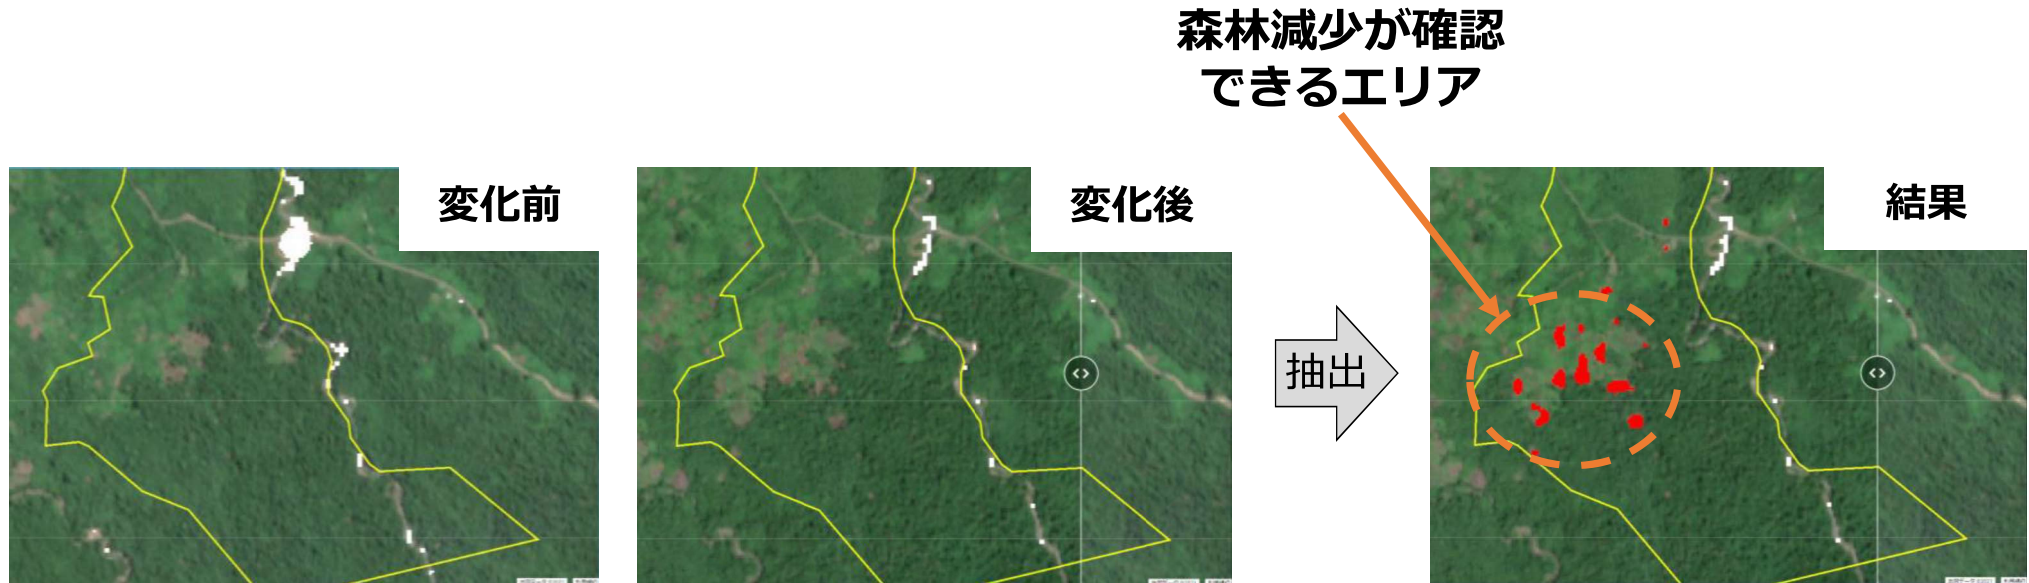 森林減少が確認
できるエリア
変化前
変化後
結果
抽出